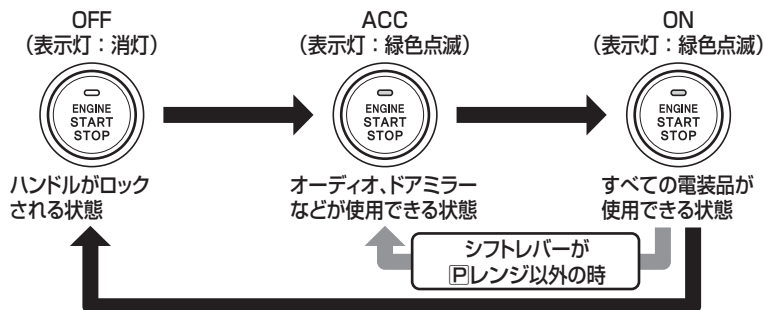 OFF
（表示灯：消灯）
ACC
（表示灯：緑色点滅）
ON
（表示灯：緑色点滅）
ENGINE
START
STOP
ENGINE
START
STOP
ENGINE
START
STOP
ハンドルがロック
される状態
オーディオ、ドアミラー
などが使用できる状態
すべての電装品が
使用できる状態
シフトレバーが
Pレンジ以外の時